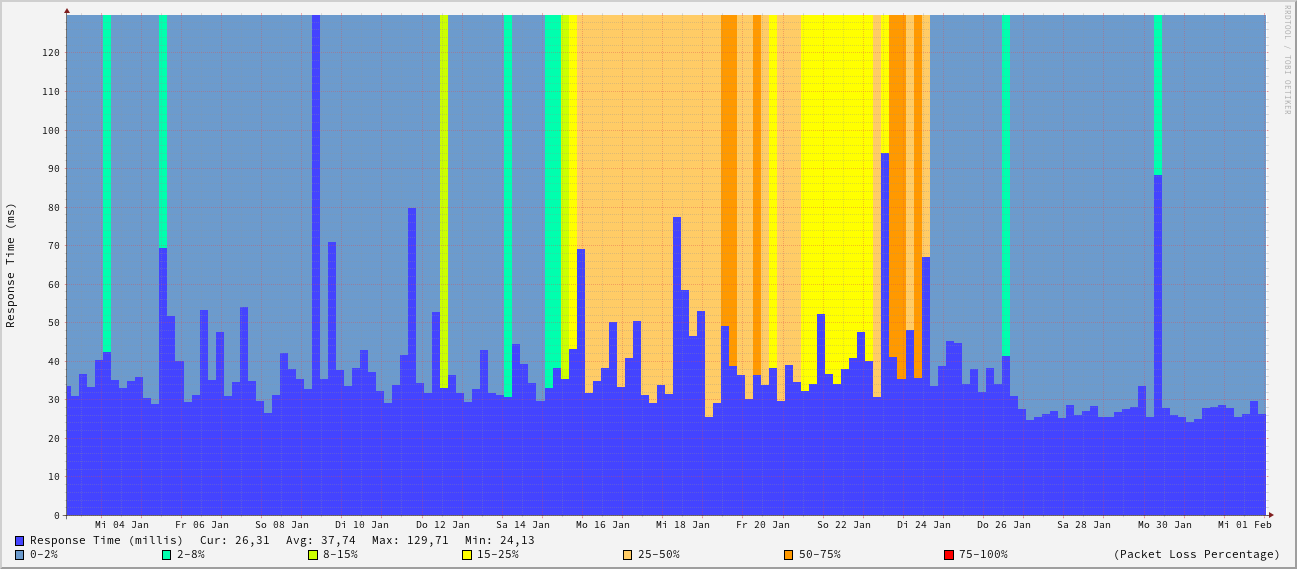 RRDTOOL / TOBI OETIKER
Response Time (ms)
120
110
100
90
80
70
60
50
40
30
20
10
0
Mi 04 Jan Fr 06 Jan So 08 Jan Di 10 Jan Do 12 Jan Sa 14 Jan Mo 16 Jan Mi 18 Jan Fr 20 Jan So 22 Jan Di 24 Jan Do 26 Jan Sa 28 Jan Mo 30 Jan Mi 01 Feb
Response Time (millis) Cur: 26,31 Avg: 37,74 Max: 129,71 Min: 24,13
0-2% 2-8% 8-15% 15-25% 25-50% 50-75% 75-100% (Packet Loss Percentage)